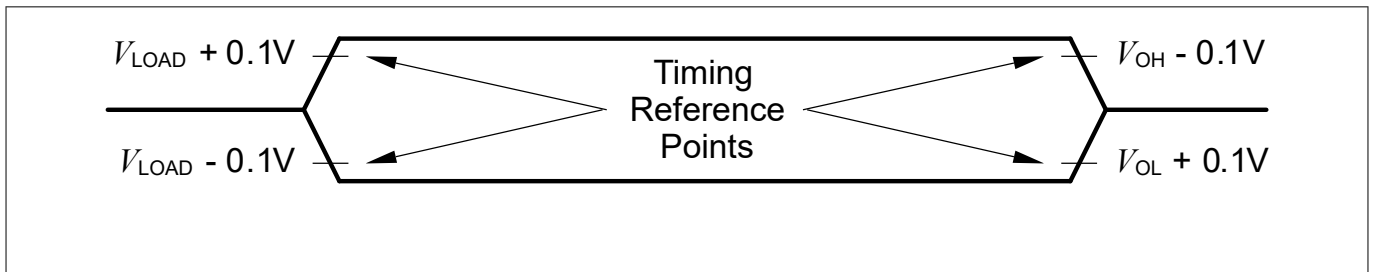 VLOAD + 0.1V
VLOAD - 0.1V
Timing
Reference
Points
VOH - 0.1V
VOL + 0.1V